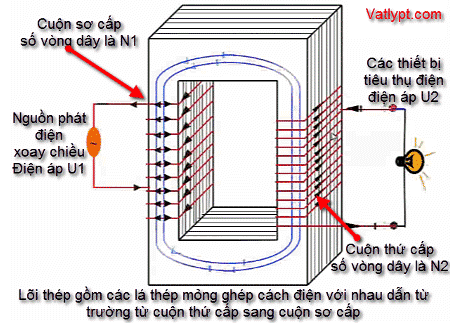 Vatlypt.com
Cuộn sơ cấp
số vòng dây là N1
Các thiết bị
tiêu thụ điện
điện áp U2
Nguồn phát
điện
xoay chiều
Điện áp U1
Cuộn thứ cấp
số vòng dây là N2
Lõi thép gồm các lá thép mỏng ghép cách điện với nhau dẫn từ
trường từ cuộn thứ cấp sang cuộn sơ cấp